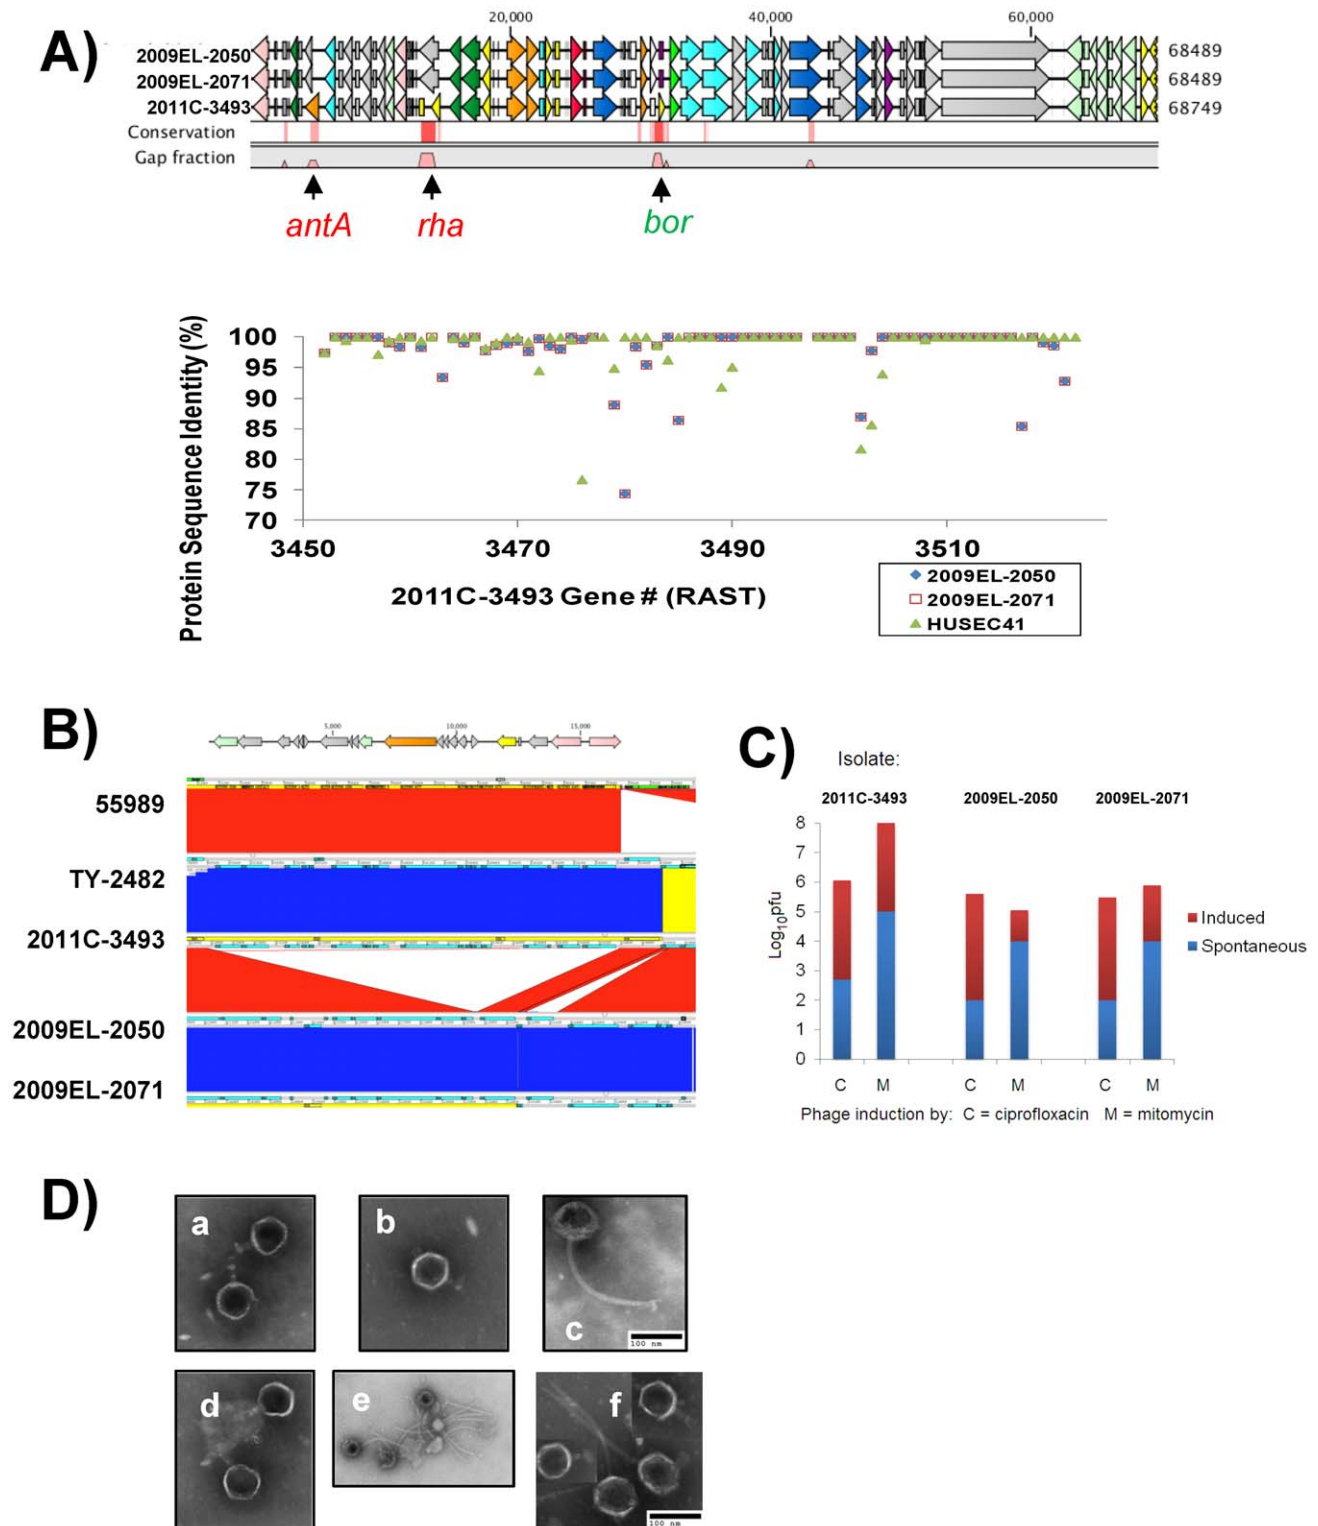 A)
20,000 40,000 60,000
2009EL-2050 68489
2009EL-2071 68489
2011C-3493 68749
Conservation
Gap fraction
antA rha bor
Protein Sequence Identity (%)
100
95
90
85
80
75
70
3450 3470 3490 3510
2011C-3493 Gene # (RAST)
2009EL-2050
2009EL-2071
HUSEC41
B)
5,000 10,000 15,000
55989
TY-2482
2011C-3493
2009EL-2050
2009EL-2071
C)
Isolate:
2011C-3493 2009EL-2050 2009EL-2071
Log10pfu
8
7
6
5
4
3
2
1
0
C M C M C M
Induced
Spontaneous
Phage induction by: C = ciprofloxacin M = mitomycin
D)
a b c
100 nm
d e f
100 nm